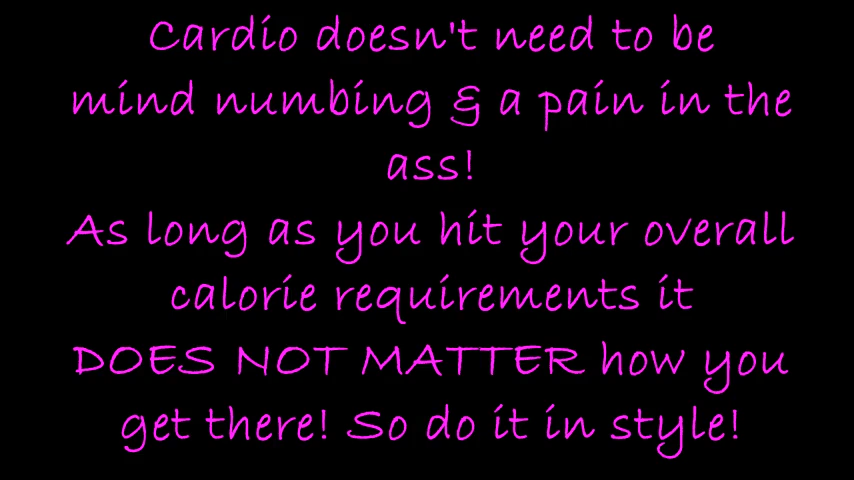 Cardio doesn't need to be
mind numbing & a pain in the
ass!
As long as you hit your overall
calorie requirements it
DOES NOT MATTER how you
get there! So do it in style!